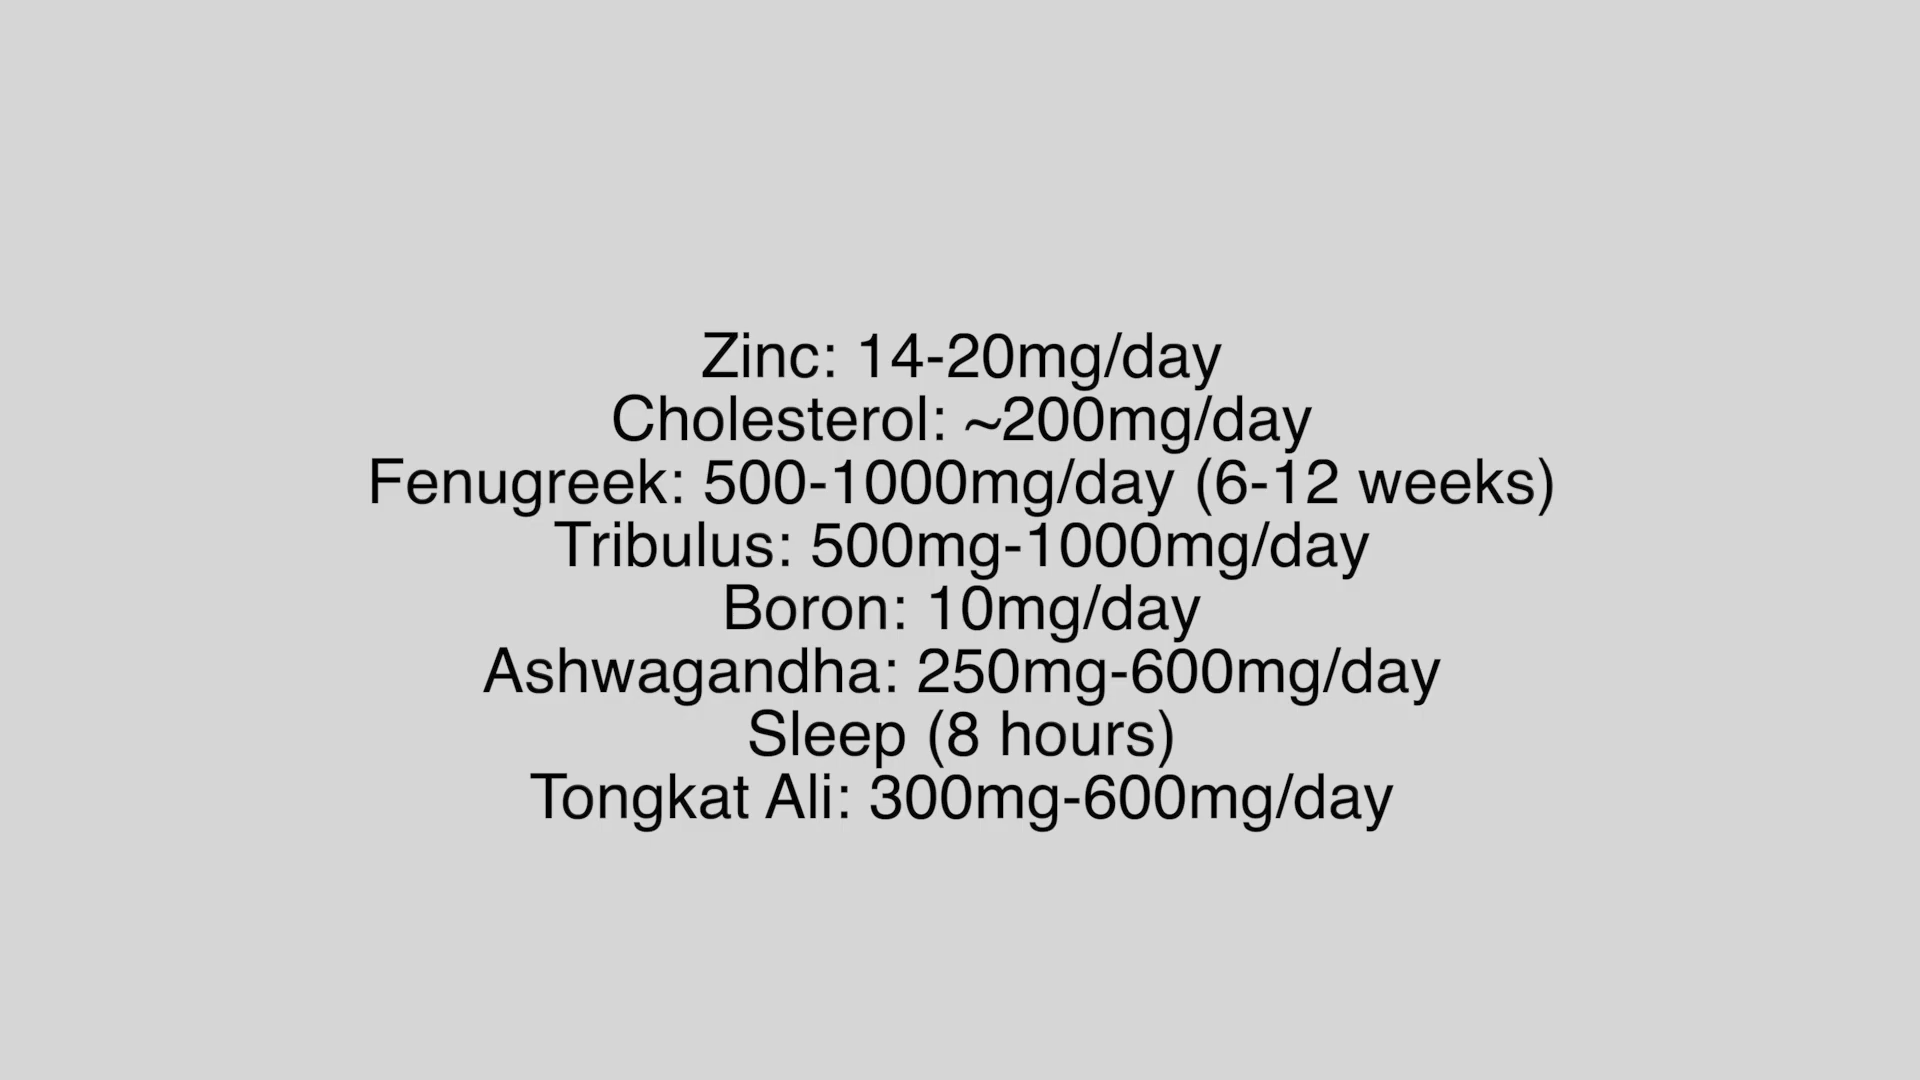 Zinc: 14-20mg/day
Cholesterol: ~200mg/day
Fenugreek: 500-1000mg/day (6-12 weeks)
Tribulus: 500mg-1000mg/day
Boron: 10mg/day
Ashwagandha: 250mg-600mg/day
Sleep (8 hours)
Tongkat Ali: 300mg-600mg/day